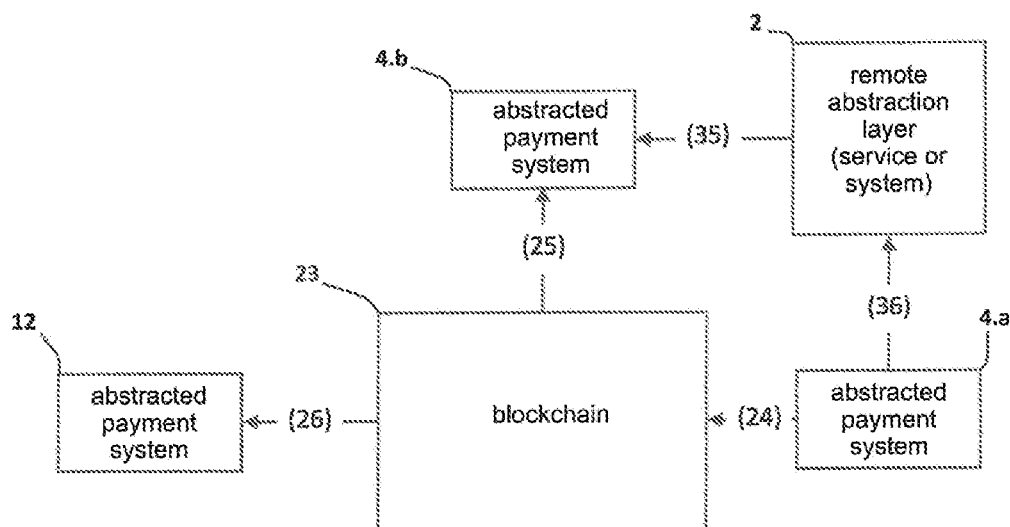 2
4.b
remote
abstraction
layer
(service or
system)
abstracted
payment
system
(35)
(25)
(36)
23
12
4.a
abstracted
payment
system
(26)
blockchain
(24)
abstracted
payment
system